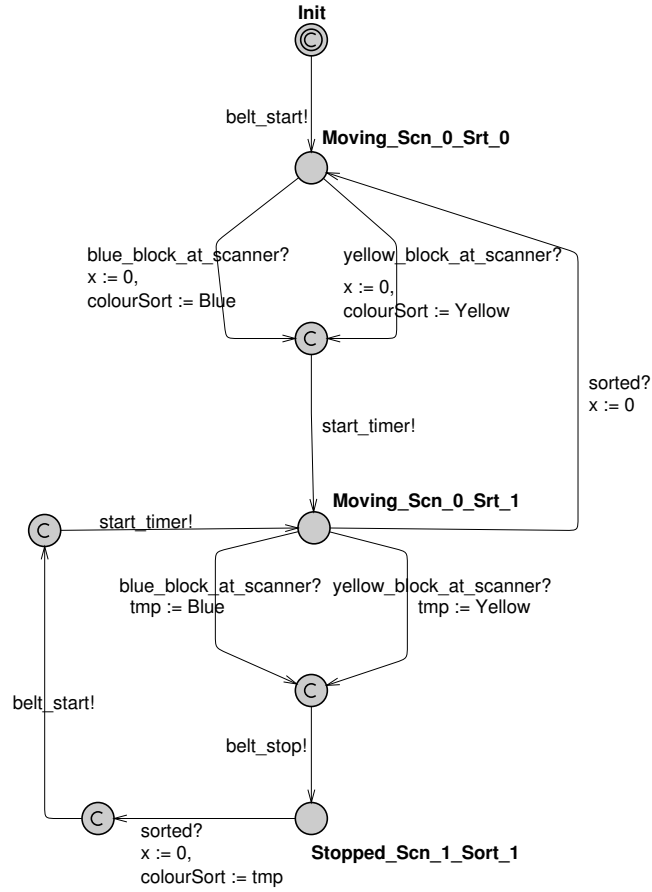 Init
C
belt_start!
Moving_Scn_0_Srt_0
blue_block_at_scanner?
x := 0,
colourSort := Blue
yellow_block_at_scanner?
x := 0,
colourSort := Yellow
C
sorted?
x := 0
start_timer!
Moving_Scn_0_Srt_1
C
start_timer!
blue_block_at_scanner?
tmp := Blue
yellow_block_at_scanner?
tmp := Yellow
C
belt_start!
belt_stop!
C
sorted?
x := 0,
colourSort := tmp
Stopped_Scn_1_Sort_1